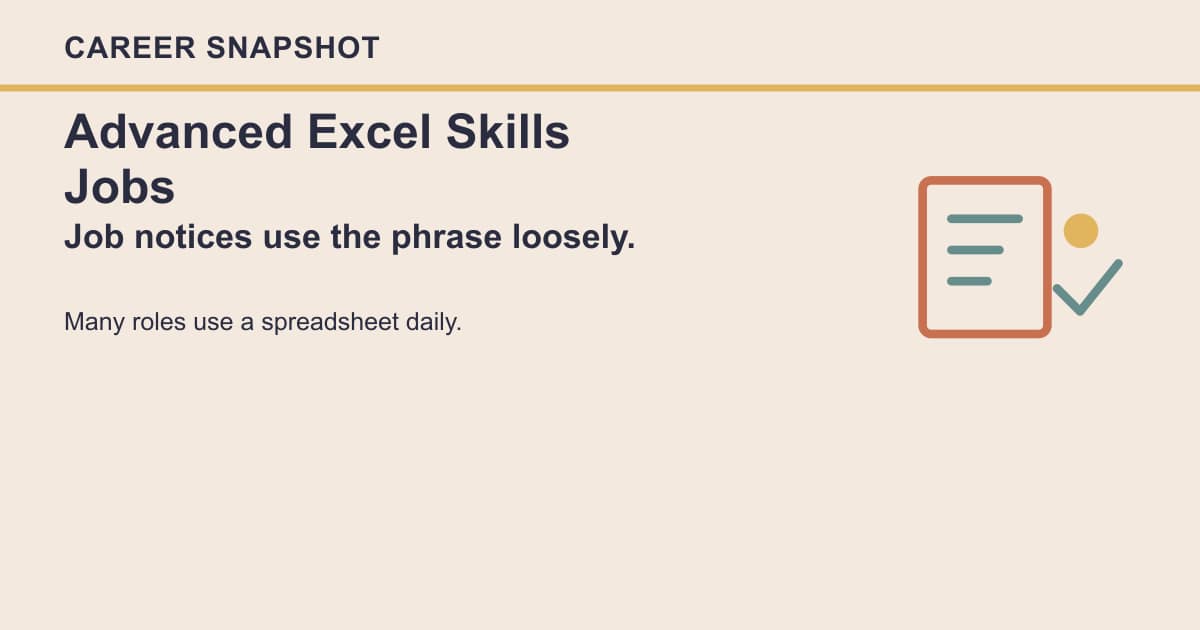 CAREER SNAPSHOT
Advanced Excel Skills
Jobs
Job notices use the phrase loosely.
Many roles use a spreadsheet daily.